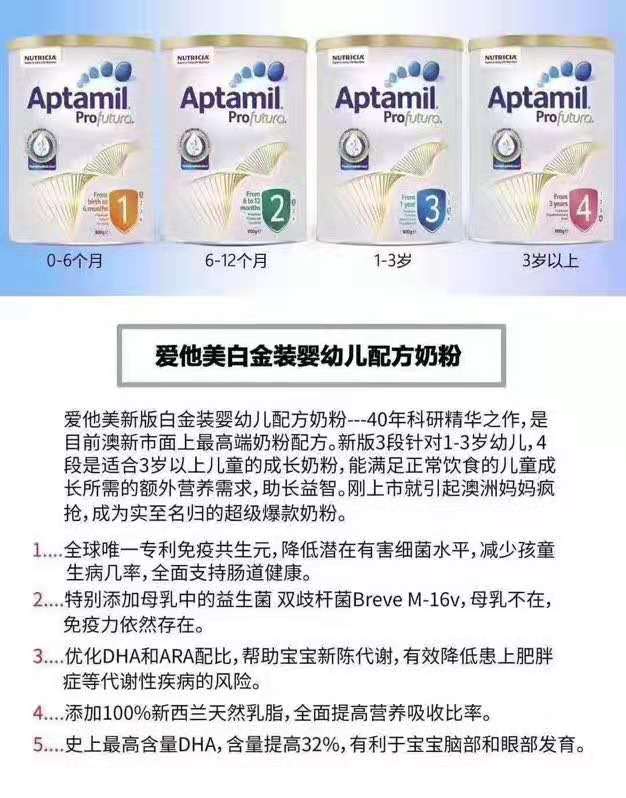 NUTRICIA NUTRICIA NUTRICIA NUTRICIA
Aptamil Aptamil Aptamil Aptamil
Profutura Profutura Profutura Profutura
From birth to 6 months 1
From 6 to 12 months 2
From 1 year 3
From 3 years 4
900g 900g 900g 900g
0-6个月 6-12个月 1-3岁 3岁以上
爱他美白金装婴幼儿配方奶粉
爱他美新版白金装婴幼儿配方奶粉---40年科研精华之作,是
目前澳新市面上最高端奶粉配方。新版3段针对1-3岁幼儿,4
段是适合3岁以上儿童的成长奶粉,能满足正常饮食的儿童成
长所需的额外营养需求,助长益智。刚上市就引起澳洲妈妈疯
抢,成为实至名归的超级爆款奶粉。
1....全球唯一专利免疫共生元,降低潜在有害细菌水平,减少孩童
生病几率,全面支持肠道健康。
2....特别添加母乳中的益生菌 双歧杆菌Breve M-16v,母乳不在,
免疫力依然存在。
3....优化DHA和ARA配比,帮助宝宝新陈代谢,有效降低患上肥胖
症等代谢性疾病的风险。
4....添加100%新西兰天然乳脂,全面提高营养吸收比率。
5....史上最高含量DHA,含量提高32%,有利于宝宝脑部和眼部发育。